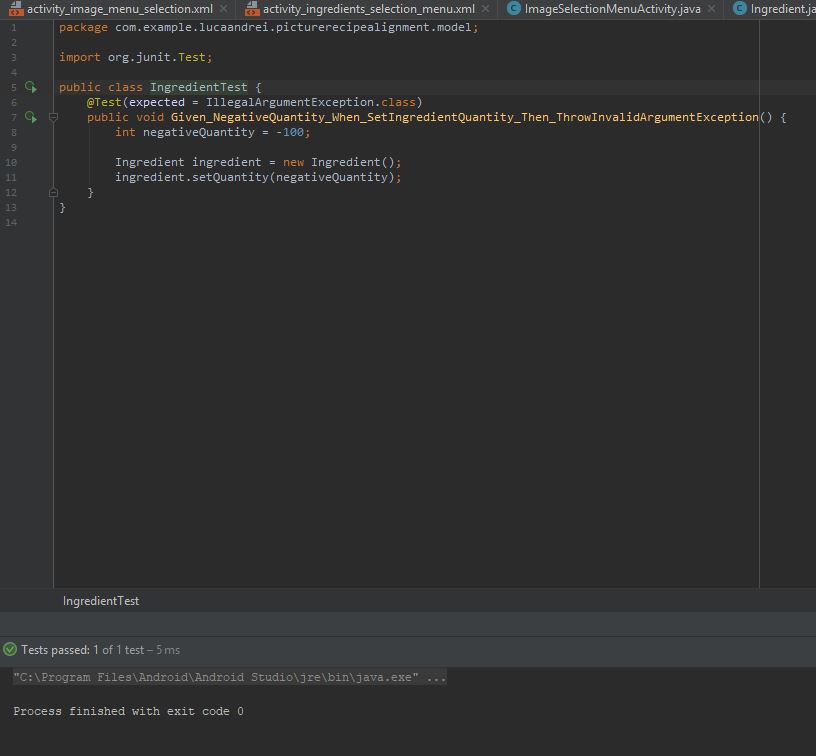 activity_image_menu_selection.xml × activity_ingredients_selection_menu.xml × C ImageSelectionMenuActivity.java × C Ingredient.ja
1 package com.example.lucaandrei.picturerecipealignment.model;
2
3 import org.junit.Test;
4
5 public class IngredientTest {
6 @Test(expected = IllegalArgumentException.class)
7 public void Given_NegativeQuantity_When_SetIngredientQuantity_Then_ThrowInvalidArgumentException() {
8 int negativeQuantity = -100;
9
10 Ingredient ingredient = new Ingredient();
11 ingredient.setQuantity(negativeQuantity);
12 }
13 }
14
IngredientTest
Tests passed: 1 of 1 test – 5 ms
"C:\Program Files\Android\Android Studio\jre\bin\java.exe" ...
Process finished with exit code 0